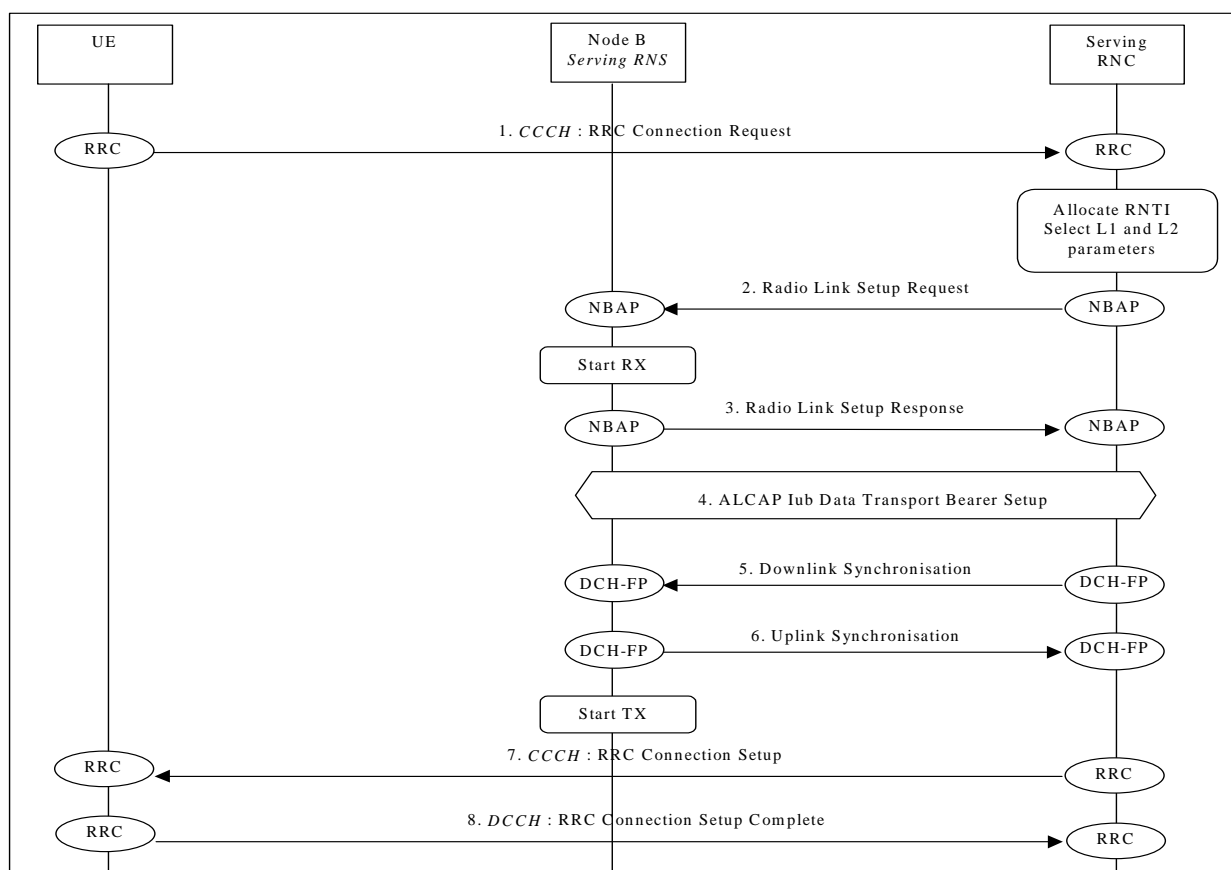 UE
Node B
Serving RNS
Serving
RNC
1. CCCH : RRC Connection Request
RRC
RRC
Allocate RNTI
Select L1 and L2
parameters
2. Radio Link Setup Request
NBAP
NBAP
Start RX
3. Radio Link Setup Response
NBAP
NBAP
4. ALCAP Iub Data Transport Bearer Setup
5. Downlink Synchronisation
DCH-FP
DCH-FP
6. Uplink Synchronisation
DCH-FP
DCH-FP
Start TX
7. CCCH : RRC Connection Setup
RRC
RRC
8. DCCH : RRC Connection Setup Complete
RRC
RRC